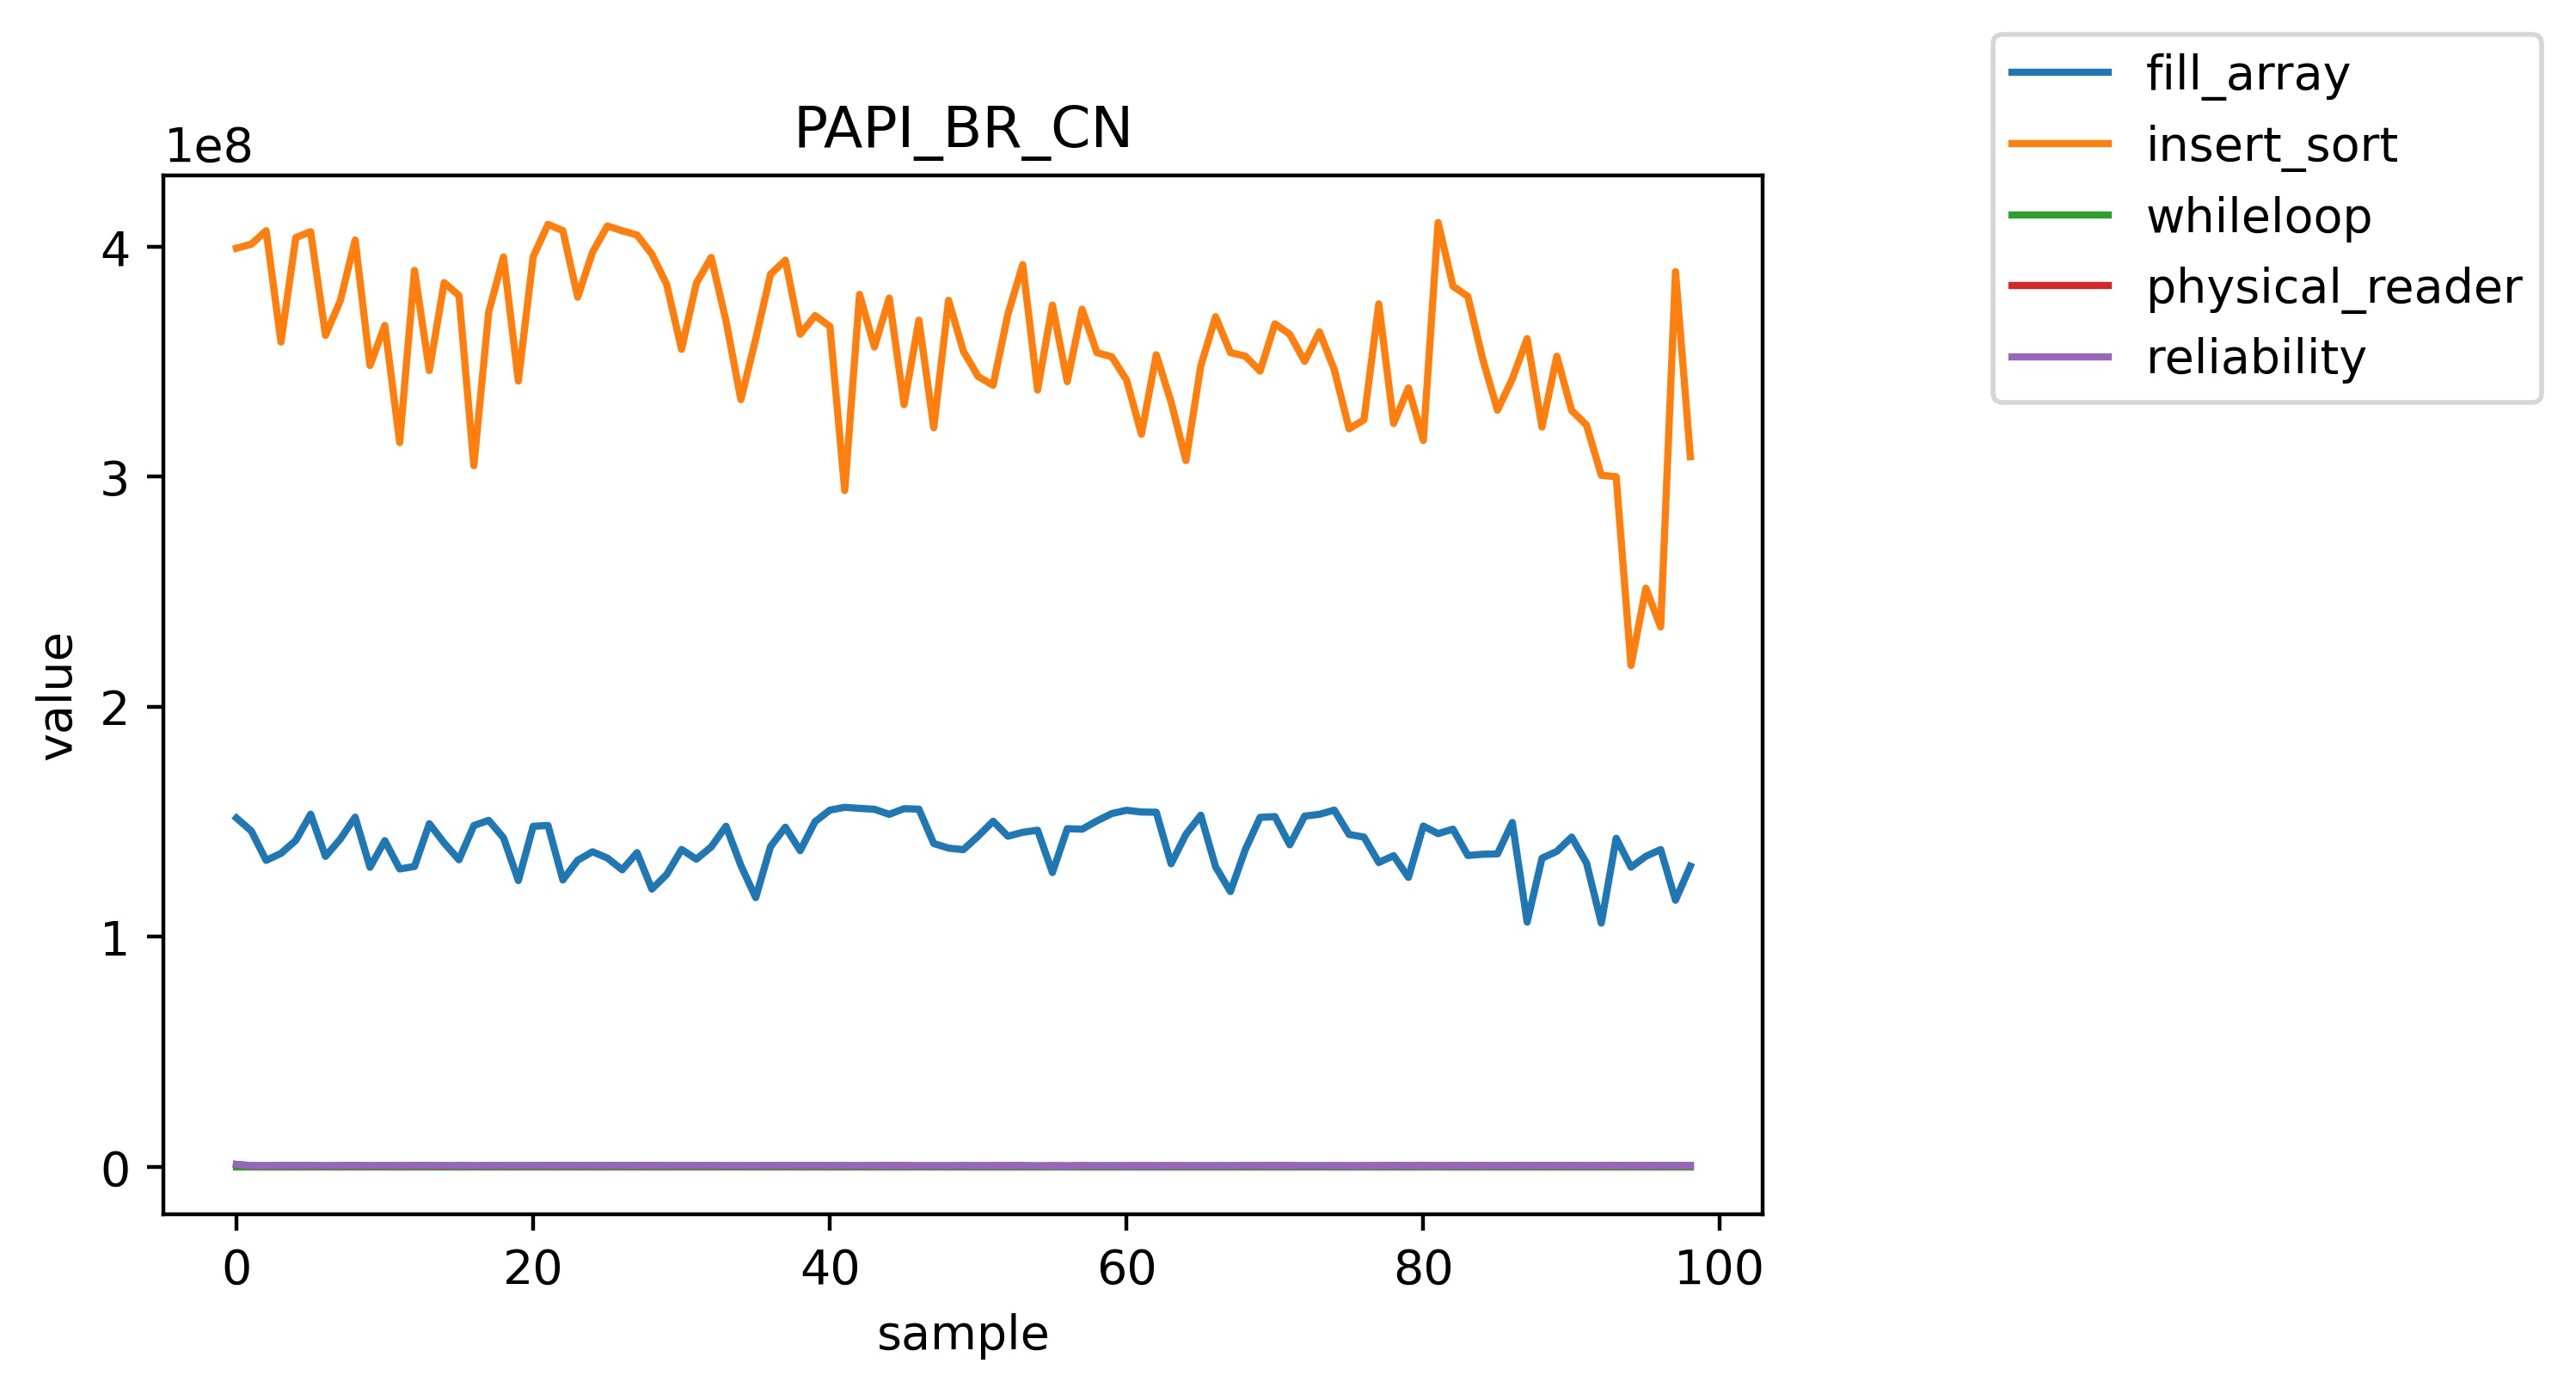 PAPI_BR_CN
1e8
fill_array
insert_sort
whileloop
physical_reader
reliability
4
3
2
1
0
value
0 20 40 60 80 100
sample